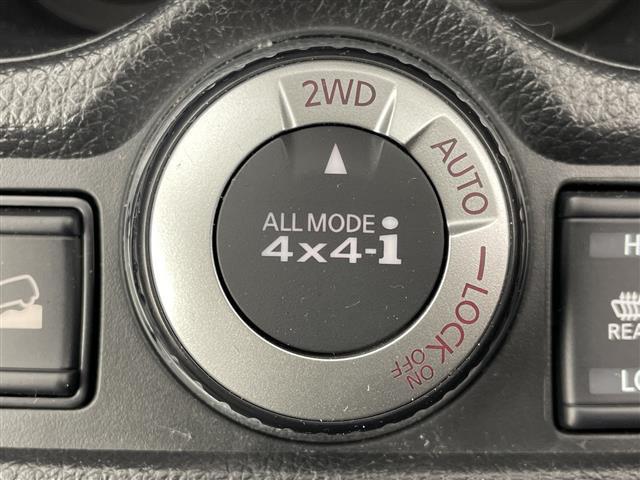 2WD
AUTO
LOCK
ON
OFF
ALL MODE
4x4-i